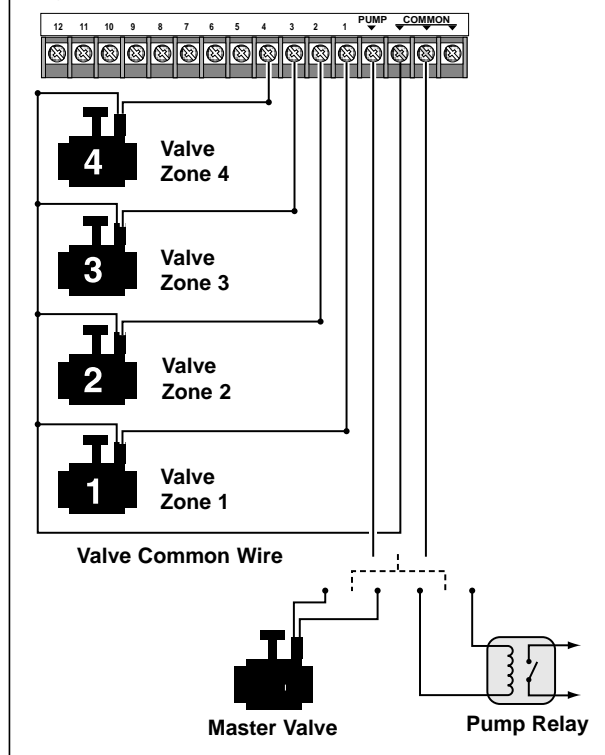 12 11 10 9 8 7 6 5 4 3 2 1 PUMP COMMON
4
Valve
Zone 4
3
Valve
Zone 3
2
Valve
Zone 2
1
Valve
Zone 1
Valve Common Wire
Master Valve
Pump Relay